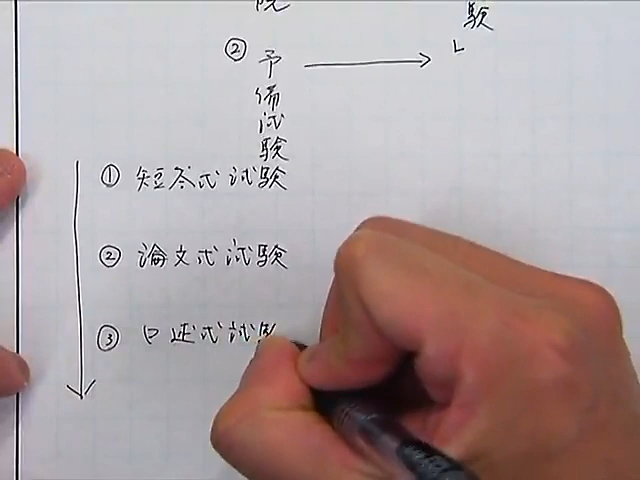 院
験」
② 予備試験
① 短答式試験
② 論文式試験
③ 口述式試